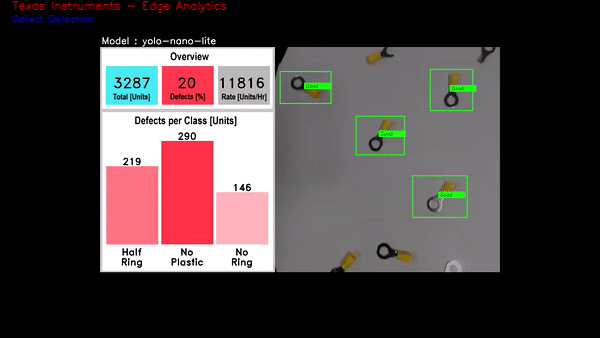 Texas Instruments - Edge Analytics
Defect Detection
Model : yolo-nano-lite
Overview
3287
Total [Units]
20
Defects [%]
11816
Rate [Units/Hr]
Defects per Class [Units]
219
290
146
Half Ring
No Plastic
No Ring
Good
Good
Good
Good